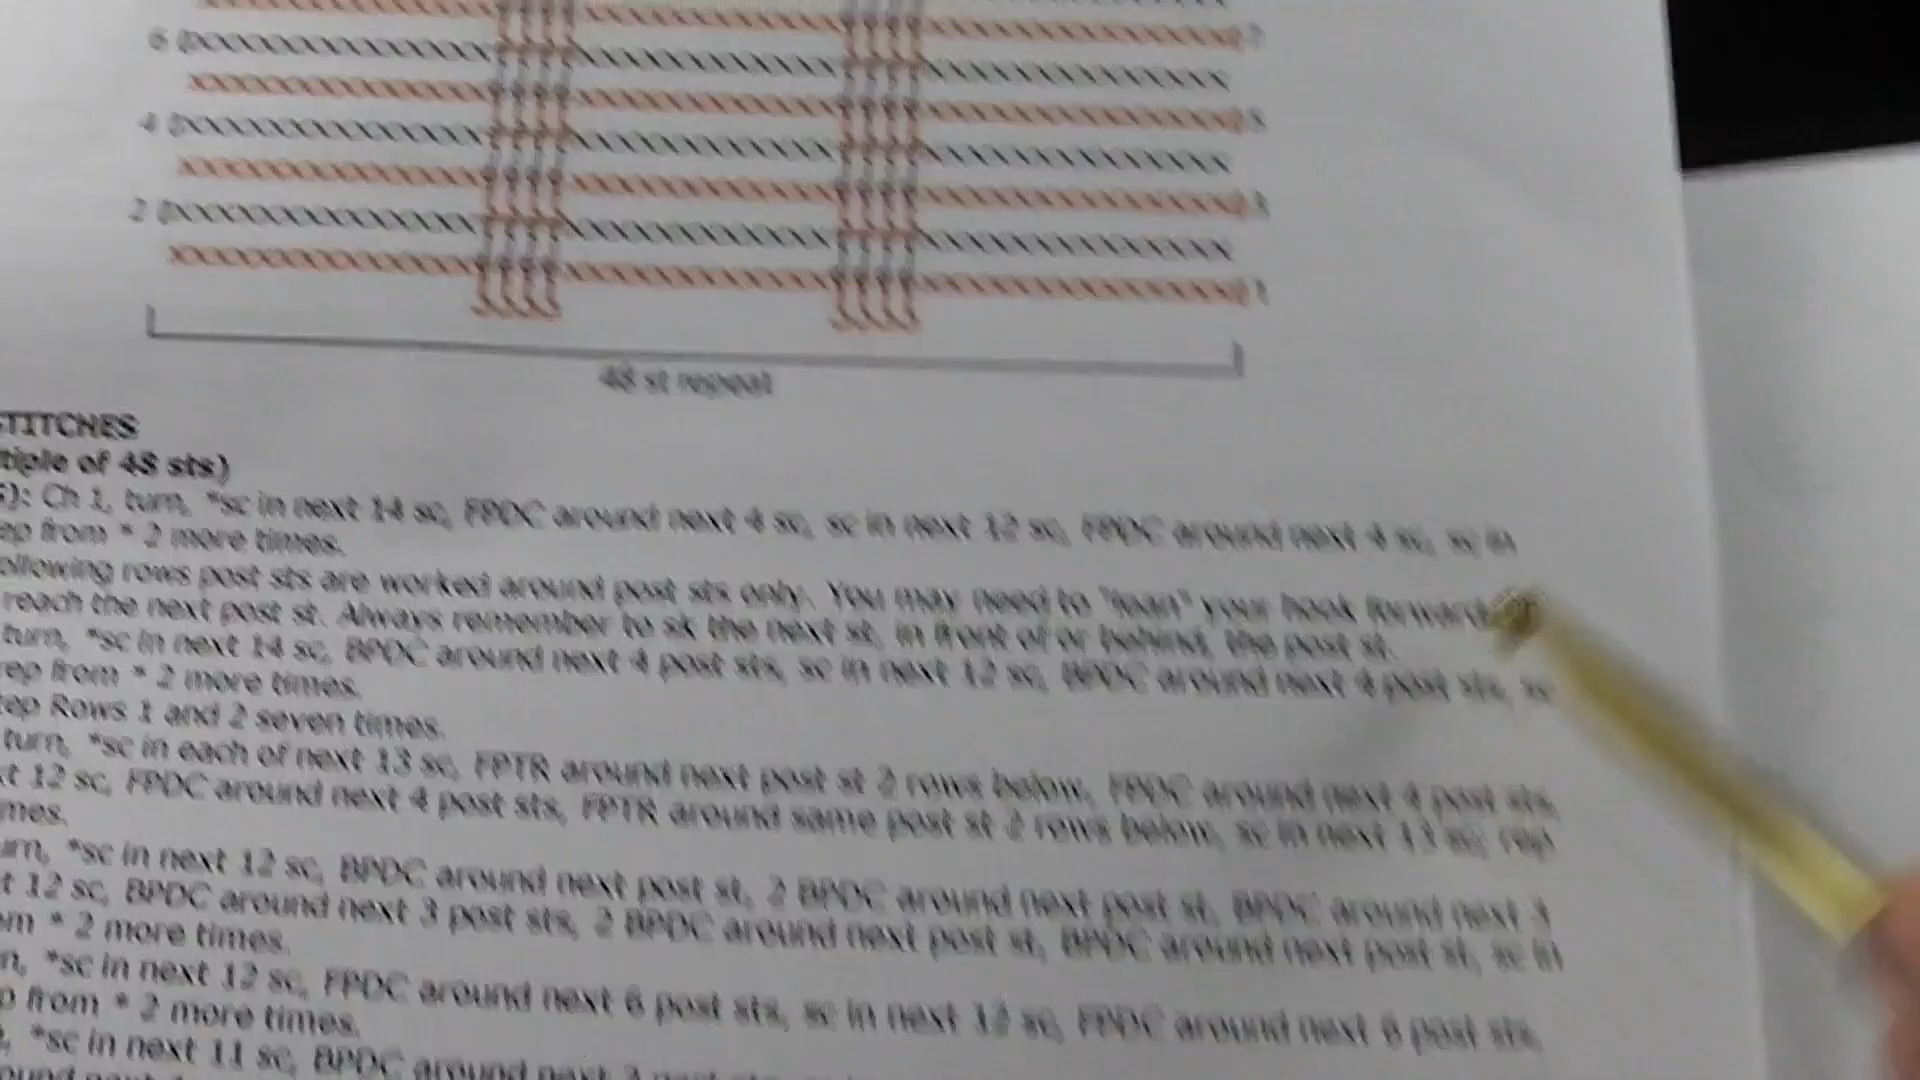 7
6
5
4
3
2
1
48 st repeat
STITCHES
tiple of 48 sts)
S): Ch 1, turn, *sc in next 14 sc, FPDC around next 4 sc, sc in next 12 sc, FPDC around next 4 sc, sc in
ep from * 2 more times.
ollowing rows post sts are worked around post sts only. You may need to your hook forward
reach the next post st. Always remember to sk the next st, in front of or behind, the post st.
turn, *sc in next 14 sc, BPDC around next 4 post sts, sc in next 12 sc, BPDC around next 4 post sts, sc
rep from * 2 more times.
tep Rows 1 and 2 seven times.
turn, *sc in each of next 13 sc, FPTR around next post st 2 rows below, FPDC around next 4 post sts,
xt 12 sc, FPDC around next 4 post sts, FPTR around same post st 2 rows below, sc in next 13 sc; rep
mes.
urn, *sc in next 12 sc, BPDC around next post st, 2 BPDC around next post st, BPDC around next 3
t 12 sc, BPDC around next 3 post sts, 2 BPDC around next post st, BPDC around next post st, sc in
om * 2 more times.
n, *sc in next 12 sc, FPDC around next 6 post sts, sc in next 12 sc, FPDC around next 6 post sts,
p from * 2 more times.
*sc in next 11 sc, BPDC around next 3